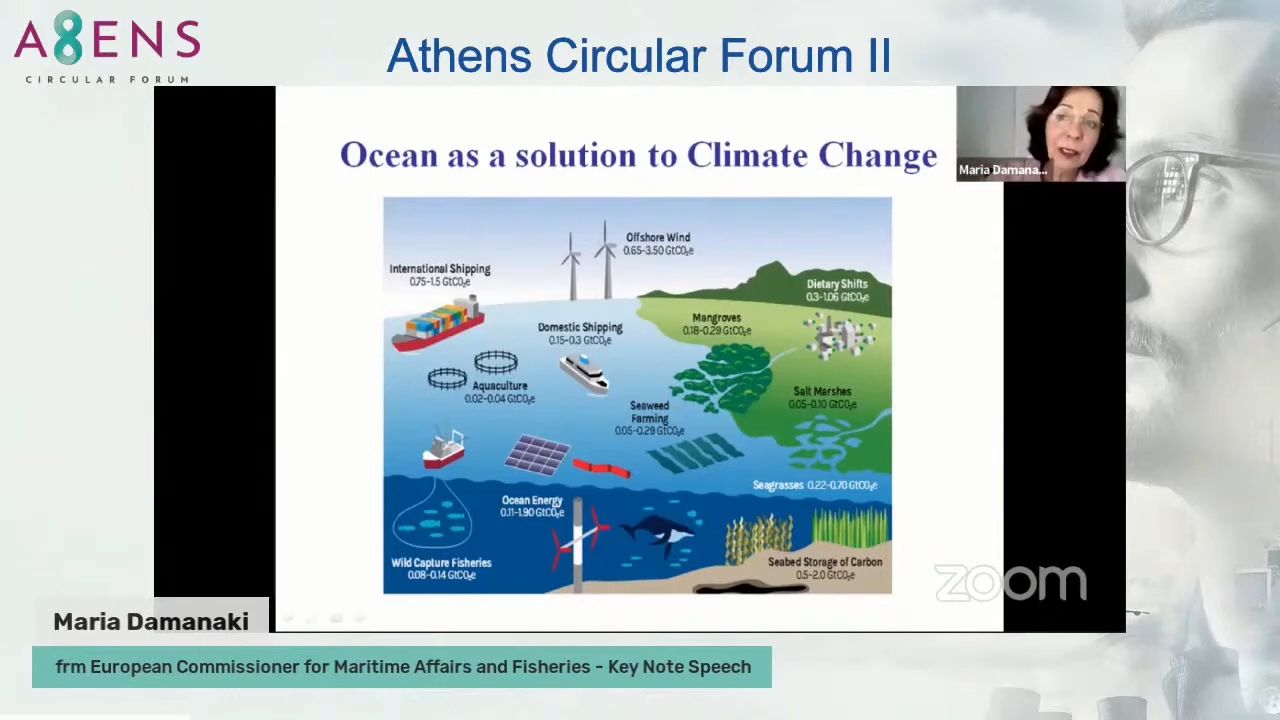 A8ENS
CIRCULAR FORUM
Athens Circular Forum II
Ocean as a solution to Climate Change
Maria Damana...
Offshore Wind
0.65-3.50 GtCO₂e
International Shipping
0.75-1.5 GtCO₂e
Dietary Shifts
0.3-1.06 GtCO₂e
Mangroves
0.18-0.29 GtCO₂e
Domestic Shipping
0.15-0.3 GtCO₂e
Aquaculture
0.02-0.04 GtCO₂e
Salt Marshes
0.05-0.10 GtCO₂e
Seaweed
Farming
0.05-0.29 GtCO₂e
Seagrasses 0.22-0.70 GtCO₂e
Ocean Energy
0.11-1.90 GtCO₂e
Wild Capture Fisheries
0.08-0.14 GtCO₂e
Seabed Storage of Carbon
0.5-2.0 GtCO₂e
zoom
Maria Damanaki
frm European Commissioner for Maritime Affairs and Fisheries - Key Note Speech